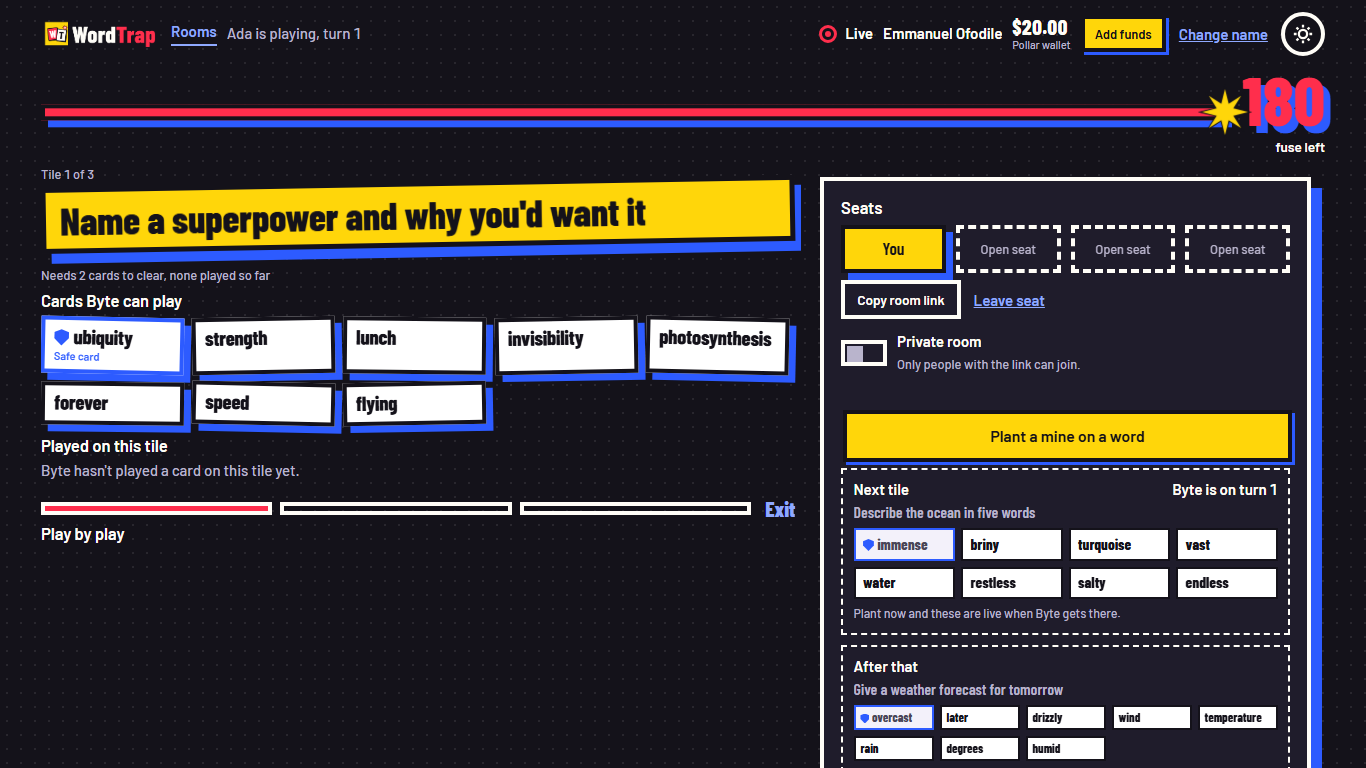 WT WordTrap
Rooms
Ada is playing, turn 1
Live
Emmanuel Ofodile
$20.00
Pollar wallet
Add funds
Change name
180
fuse left
Tile 1 of 3
Name a superpower and why you'd want it
Needs 2 cards to clear, none played so far
Cards Byte can play
ubiquity
Safe card
strength
lunch
invisibility
photosynthesis
forever
speed
flying
Played on this tile
Byte hasn't played a card on this tile yet.
Exit
Play by play
Seats
You
Open seat
Open seat
Open seat
Copy room link
Leave seat
Private room
Only people with the link can join.
Plant a mine on a word
Next tile
Byte is on turn 1
Describe the ocean in five words
immense
briny
turquoise
vast
water
restless
salty
endless
Plant now and these are live when Byte gets there.
After that
Give a weather forecast for tomorrow
overcast
later
drizzly
wind
temperature
rain
degrees
humid